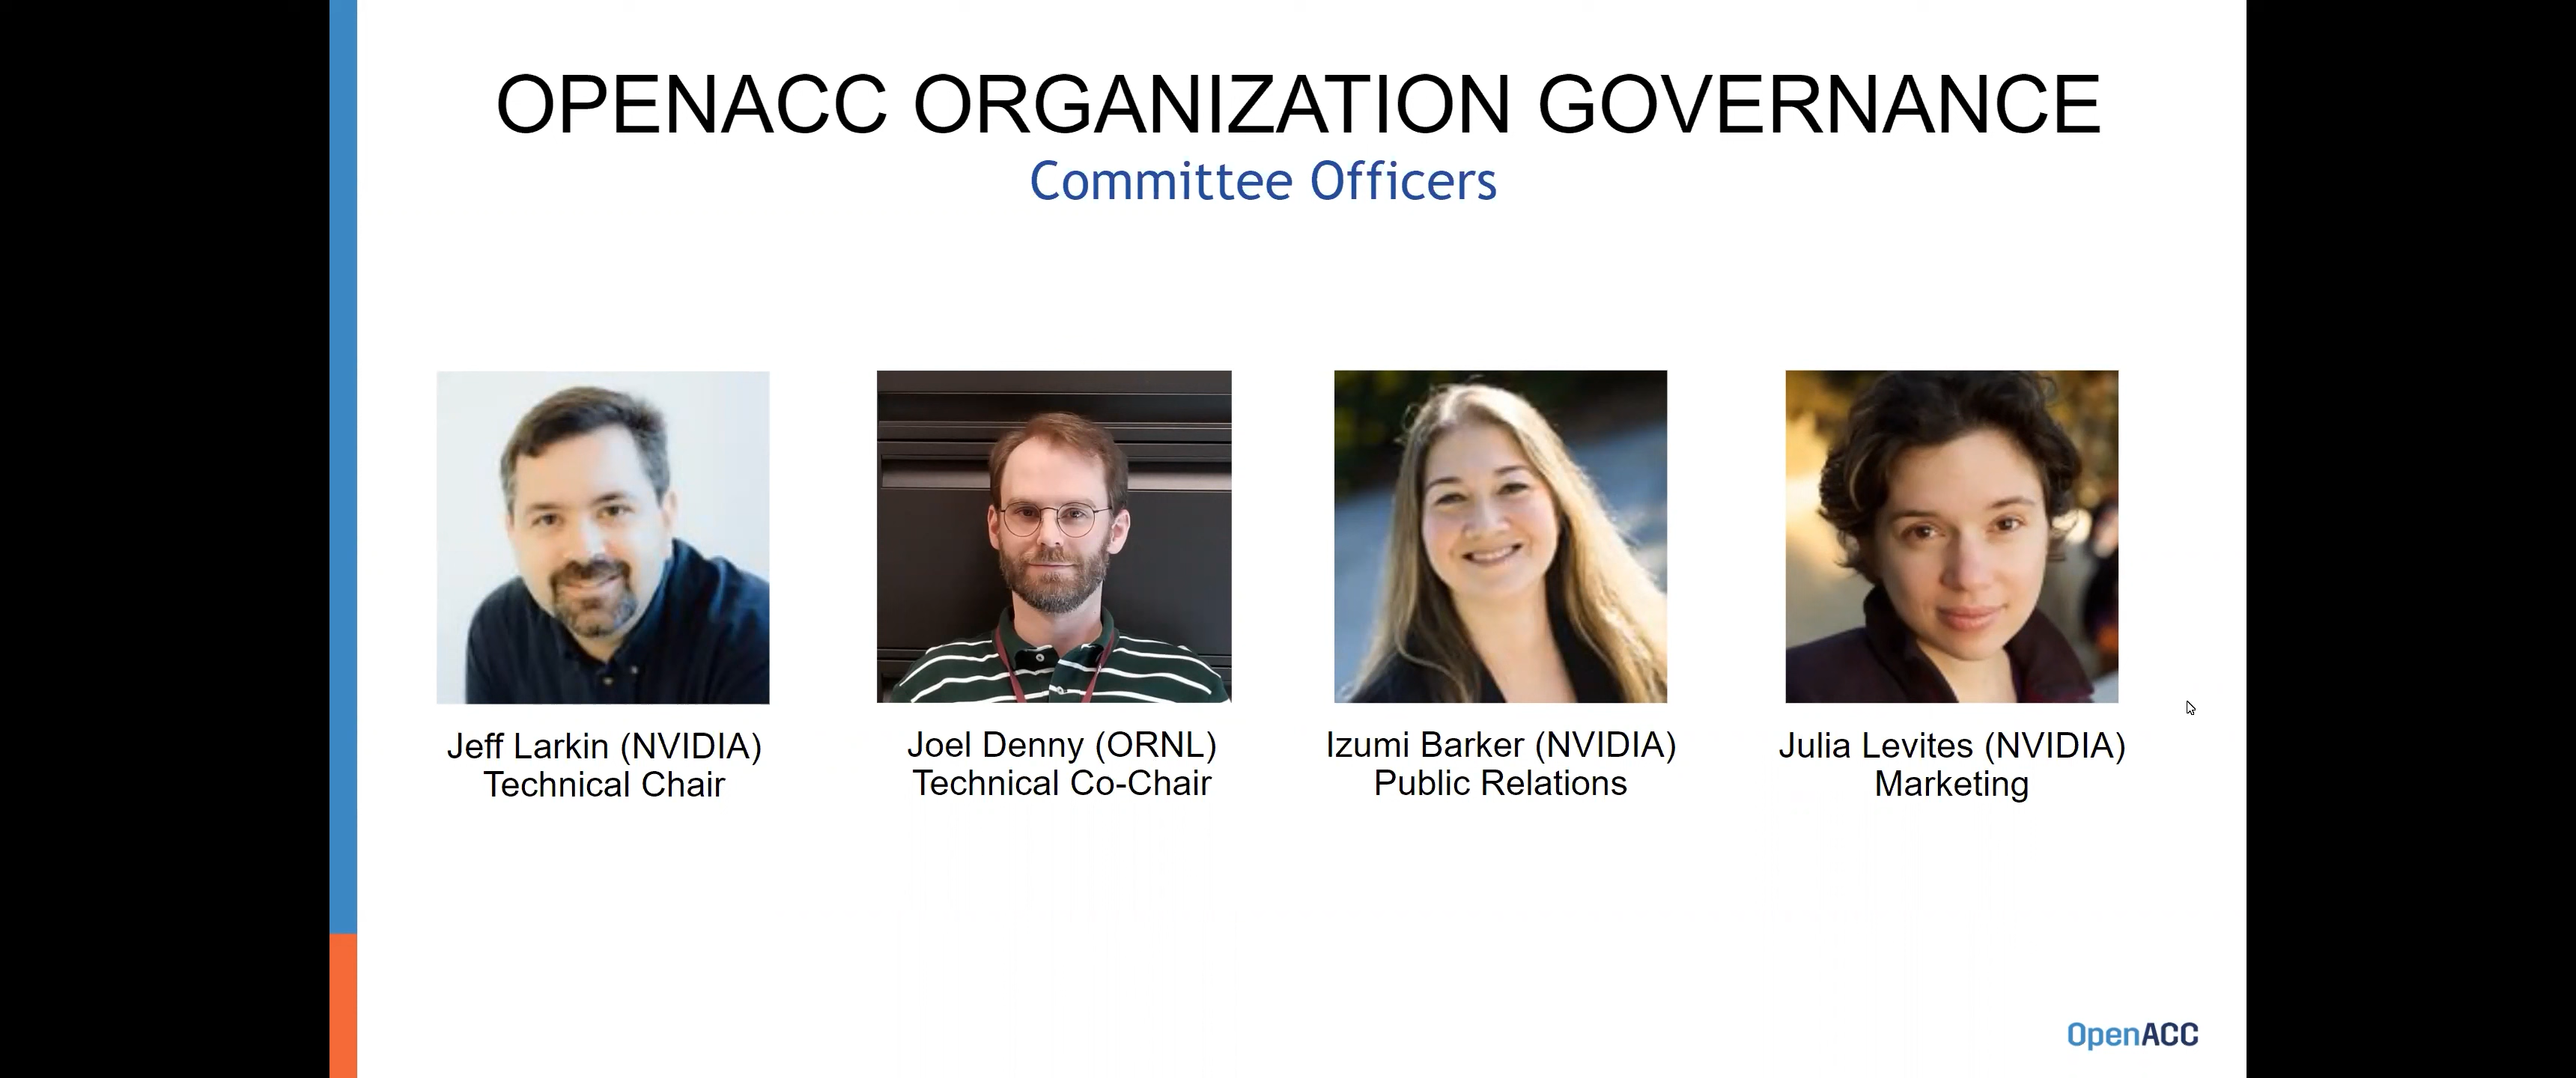 OPENACC ORGANIZATION GOVERNANCE
Committee Officers
Jeff Larkin (NVIDIA)
Technical Chair
Joel Denny (ORNL)
Technical Co-Chair
Izumi Barker (NVIDIA)
Public Relations
Julia Levites (NVIDIA)
Marketing
OpenACC